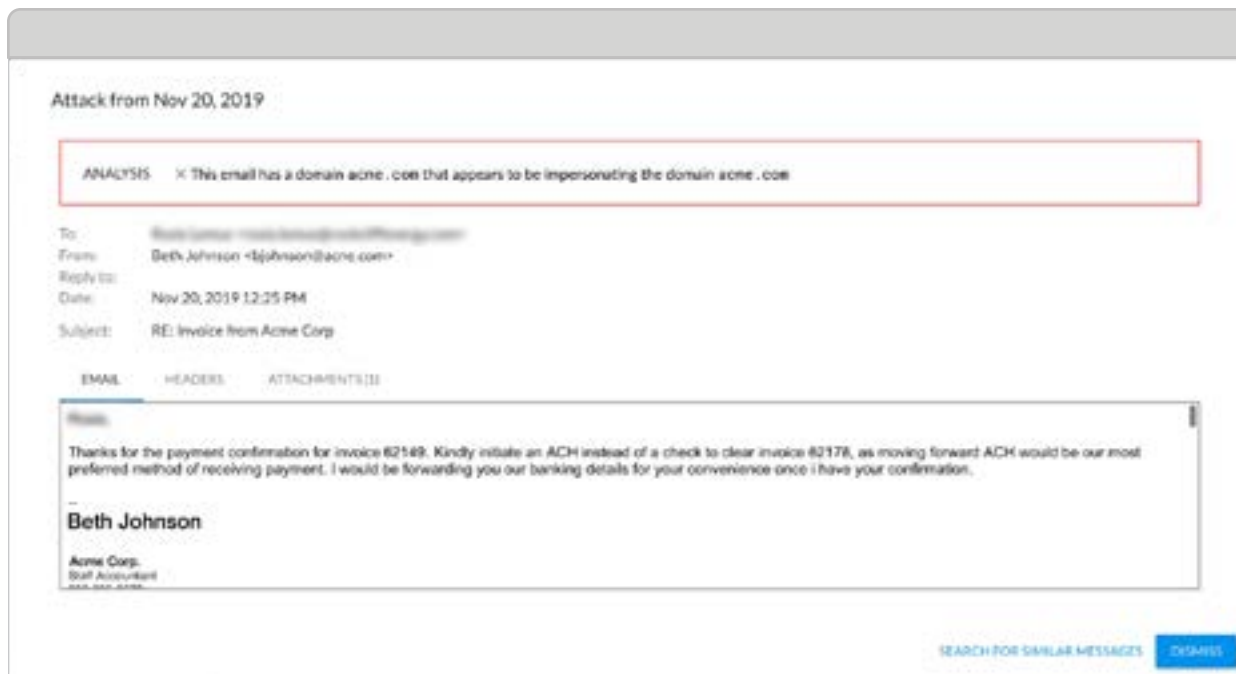 Attack from Nov 20, 2019
ANALYSIS × This email has a domain acne . com that appears to be impersonating the domain acme . com
To:
From: Beth Johnson <bjohnson@acne.com>
Reply to:
Date: Nov 20, 2019 12:25 PM
Subject: RE: Invoice from Acme Corp
EMAIL HEADERS ATTACHMENTS (1)
Thanks for the payment confirmation for invoice 62149. Kindly initiate an ACH instead of a check to clear invoice 62178, as moving forward ACH would be our most
preferred method of receiving payment. I would be forwarding you our banking details for your convenience once i have your confirmation.
--
Beth Johnson
Acme Corp.
Staff Accountant
SEARCH FOR SIMILAR MESSAGES DISMISS